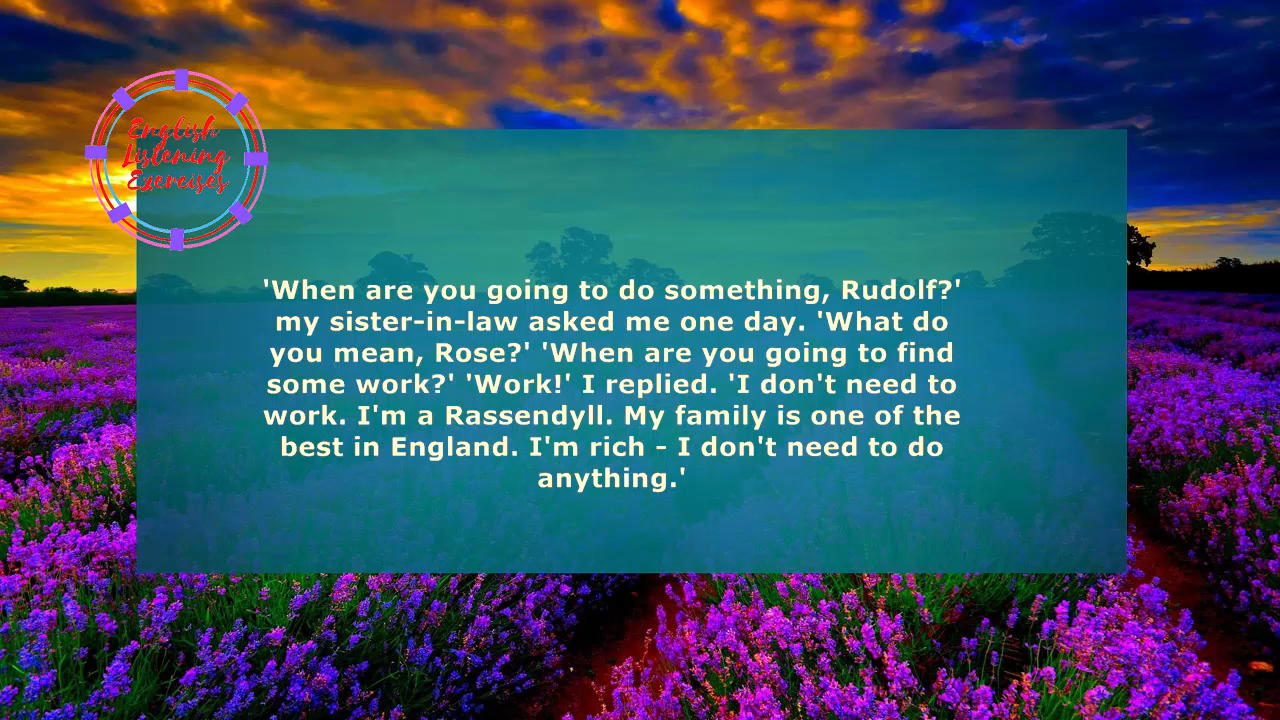 English
Listening
Exercises
'When are you going to do something, Rudolf?'
my sister-in-law asked me one day. 'What do
you mean, Rose?' 'When are you going to find
some work?' 'Work!' I replied. 'I don't need to
work. I'm a Rassendyll. My family is one of the
best in England. I'm rich - I don't need to do
anything.'